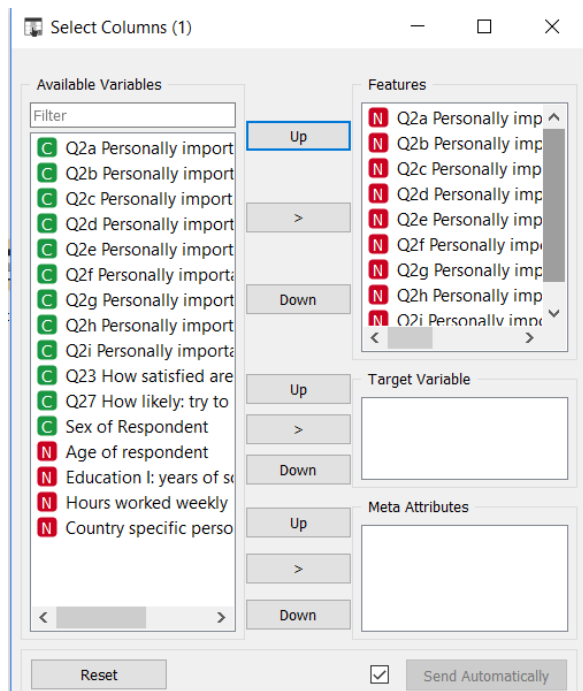 Select Columns (1)
Available Variables
Filter
C Q2a Personally import
C Q2b Personally import
C Q2c Personally import
C Q2d Personally import
C Q2e Personally import
C Q2f Personally importa
C Q2g Personally import
C Q2h Personally import
C Q2i Personally importa
C Q23 How satisfied are
C Q27 How likely: try to
C Sex of Respondent
N Age of respondent
N Education I: years of sc
N Hours worked weekly
N Country specific perso
Up
>
Down
Up
>
Down
Up
>
Down
Features
N Q2a Personally imp
N Q2b Personally imp
N Q2c Personally imp
N Q2d Personally imp
N Q2e Personally imp
N Q2f Personally impo
N Q2g Personally imp
N Q2h Personally imp
N Q2i Personally impo
Target Variable
Meta Attributes
Reset
Send Automatically